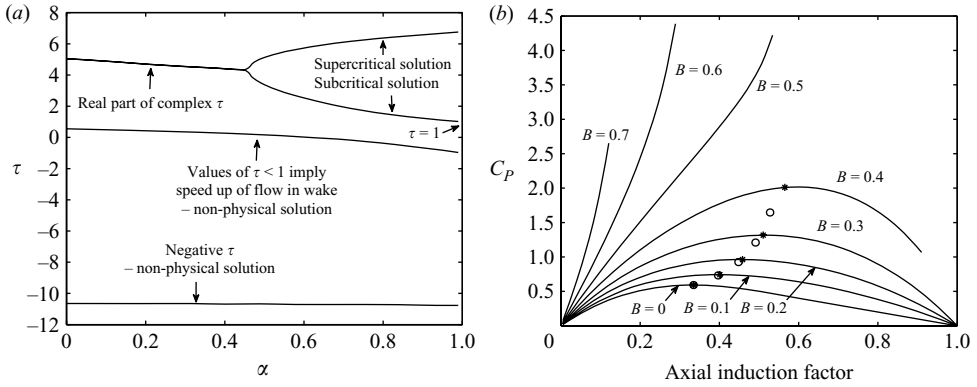 (a)
8
6
4
2
0
−2
−4
−6
−8
−10
−12
τ
Supercritical solution
Subcritical solution
Real part of complex τ
τ = 1
Values of τ < 1 imply
speed up of flow in wake
– non-physical solution
Negative τ
– non-physical solution
0
0.2
0.4
0.6
0.8
1.0
α
(b)
4.5
4.0
3.5
3.0
2.5
2.0
1.5
1.0
0.5
C_P
B = 0.6
B = 0.5
B = 0.7
B = 0.4
B = 0.3
B = 0
B = 0.1
B = 0.2
0
0.2
0.4
0.6
0.8
1.0
Axial induction factor